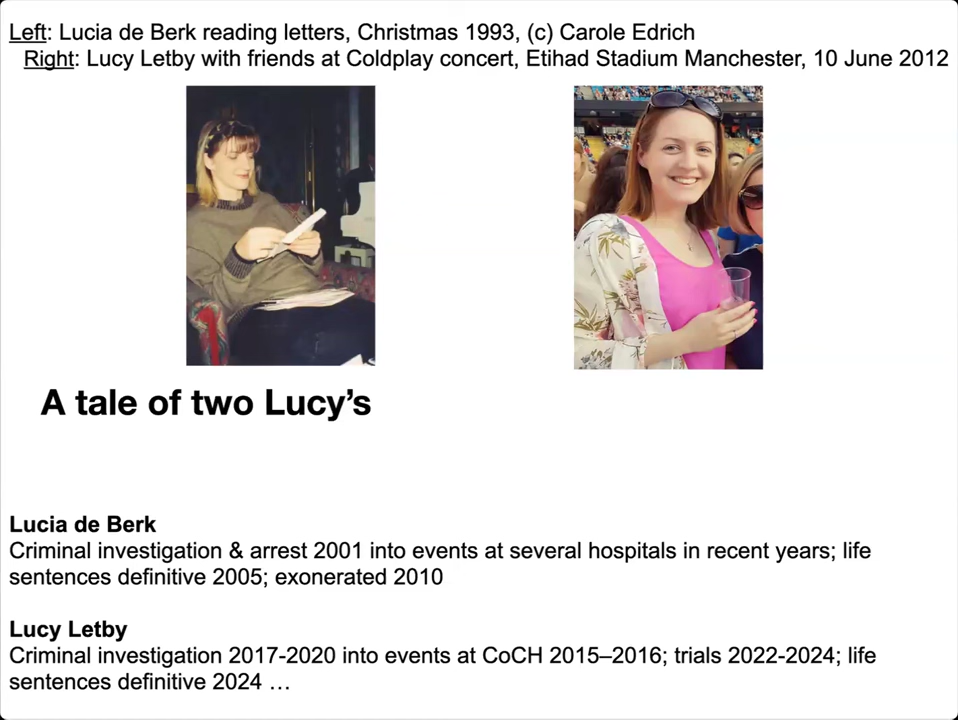 Left: Lucia de Berk reading letters, Christmas 1993, (c) Carole Edrich
Right: Lucy Letby with friends at Coldplay concert, Etihad Stadium Manchester, 10 June 2012
A tale of two Lucy’s
Lucia de Berk
Criminal investigation & arrest 2001 into events at several hospitals in recent years; life
sentences definitive 2005; exonerated 2010
Lucy Letby
Criminal investigation 2017-2020 into events at CoCH 2015–2016; trials 2022-2024; life
sentences definitive 2024 …